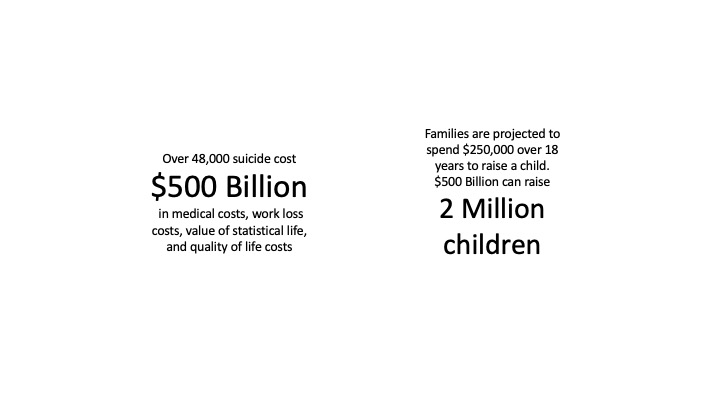 Over 48,000 suicide cost
$500 Billion
in medical costs, work loss
costs, value of statistical life,
and quality of life costs
Families are projected to
spend $250,000 over 18
years to raise a child.
$500 Billion can raise
2 Million
children